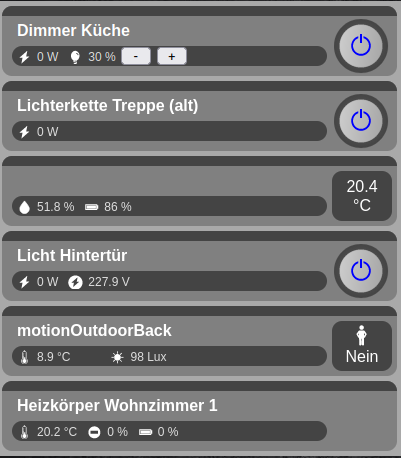 Dimmer Küche
0 W 30 % - +
Lichterkette Treppe (alt)
0 W
20.4
°C
51.8 % 86 %
Licht Hintertür
0 W 227.9 V
motionOutdoorBack
8.9 °C 98 Lux
Nein
Heizkörper Wohnzimmer 1
20.2 °C 0 % 0 %